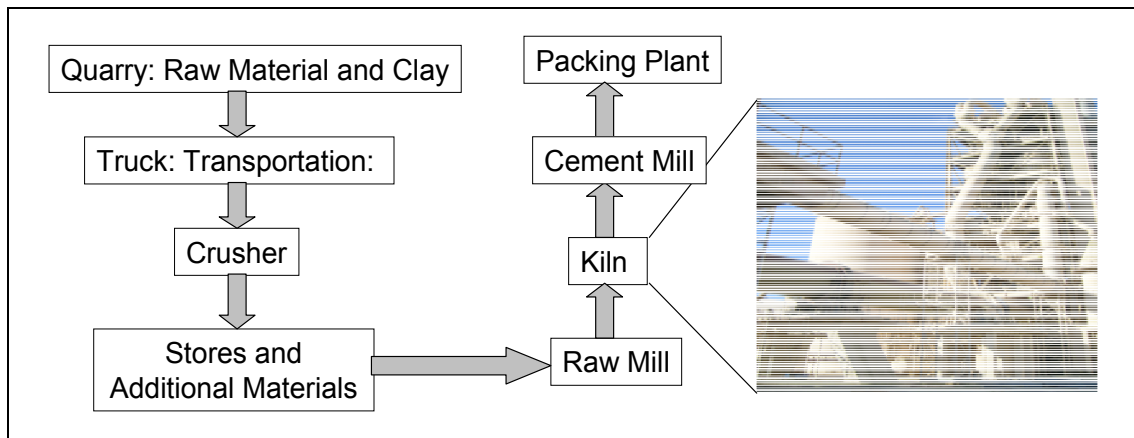 Quarry: Raw Material and Clay
Truck: Transportation:
Crusher
Stores and
Additional Materials
Raw Mill
Kiln
Cement Mill
Packing Plant